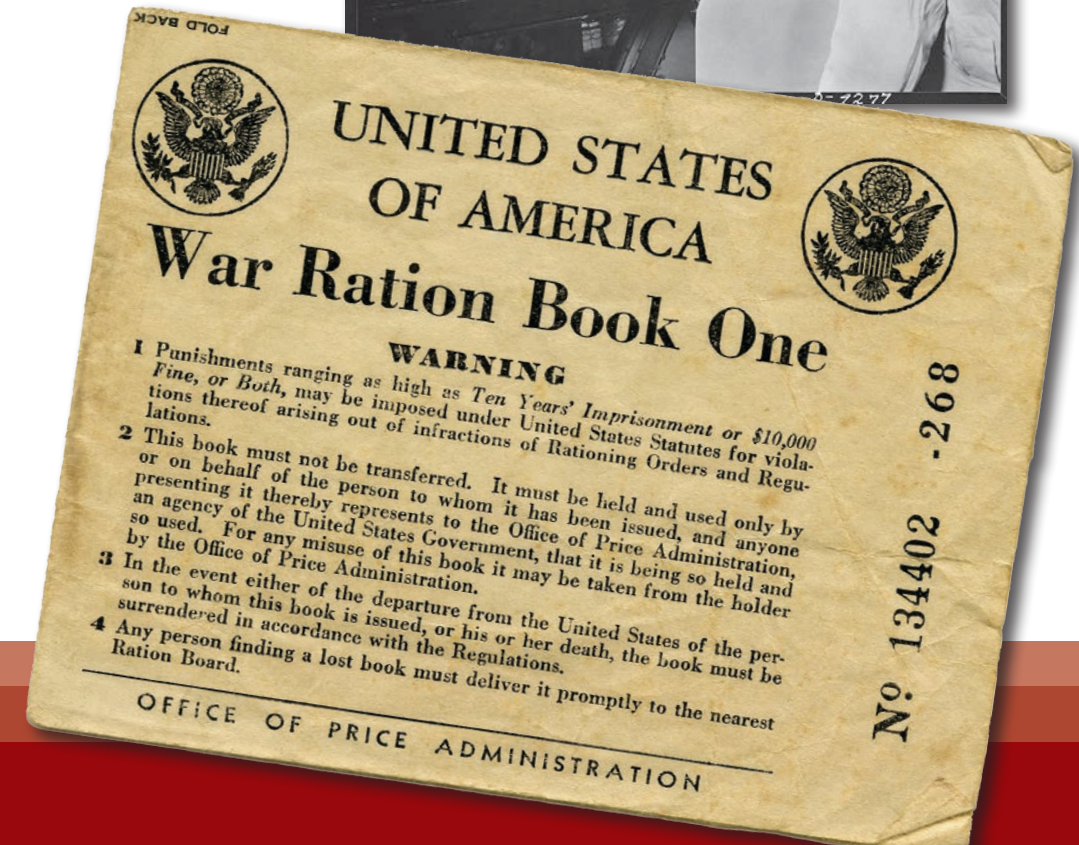 FOLD BACK
UNITED STATES
OF AMERICA
War Ration Book One
WARNING
1 Punishments ranging as high as Ten Years' Imprisonment or $10,000
Fine, or Both, may be imposed under United States Statutes for viola-
tions thereof arising out of infractions of Rationing Orders and Regu-
lations.
2 This book must not be transferred. It must be held and used only by
or on behalf of the person to whom it has been issued, and anyone
presenting it thereby represents to the Office of Price Administration,
an agency of the United States Government, that it is being so held and
so used. For any misuse of this book it may be taken from the holder
by the Office of Price Administration.
3 In the event either of the departure from the United States of the per-
son to whom this book is issued, or his or her death, the book must be
surrendered in accordance with the Regulations.
4 Any person finding a lost book must deliver it promptly to the nearest
Ration Board.
OFFICE OF PRICE ADMINISTRATION
No 134402 -268